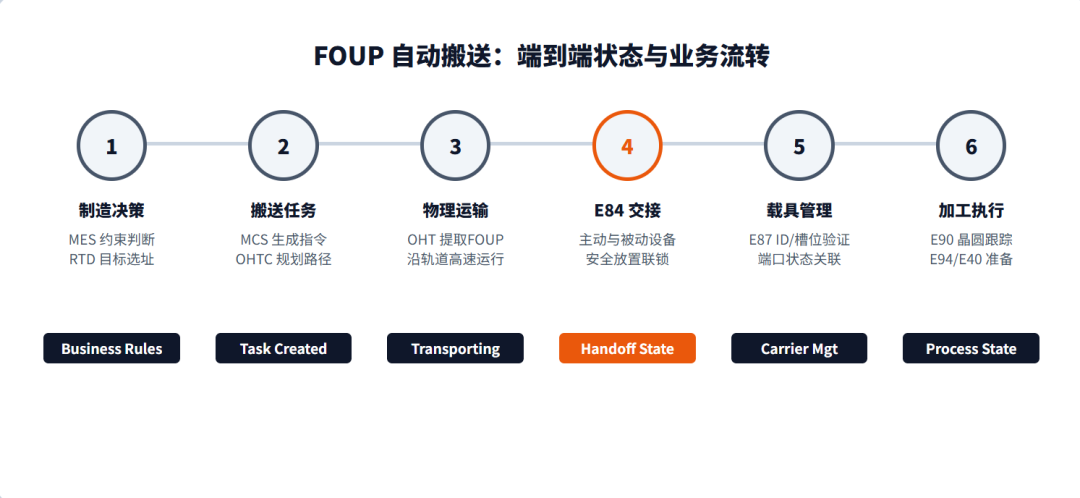 FOUP 自动搬送：端到端状态与业务流转
1
2
3
4
5
6
制造决策
MES 约束判断
RTD 目标选址
搬送任务
MCS 生成指令
OHTC 规划路径
物理运输
OHT 提取FOUP
沿轨道高速运行
E84 交接
主动与被动设备
安全放置联锁
载具管理
E87 ID/槽位验证
端口状态关联
加工执行
E90 晶圆跟踪
E94/E40 准备
Business Rules
Task Created
Transporting
Handoff State
Carrier Mgt
Process State